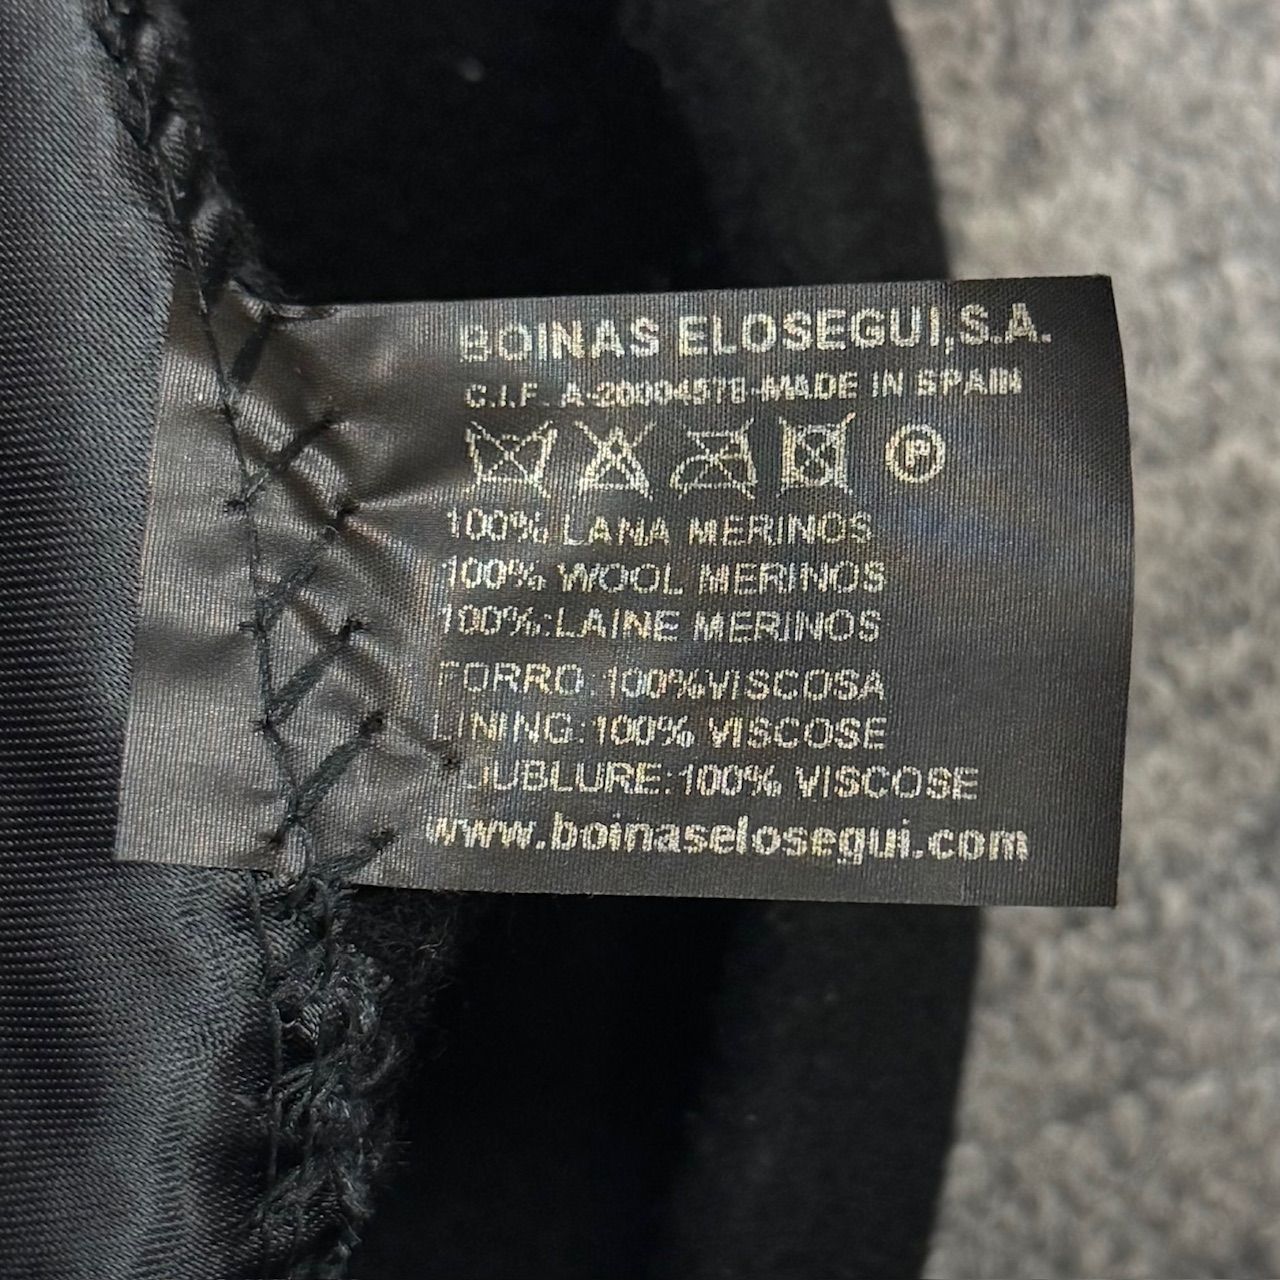 BOINAS ELOSEGUI,S.A.
C.I.F. A-20004578-MADE IN SPAIN
P
100% LANA MERINOS
100% WOOL MERINOS
100%:LAINE MERINOS
FORRO: 100%VISCOSA
LINING:100% VISCOSE
DOUBLURE:100% VISCOSE
www.boinaselosegui.com